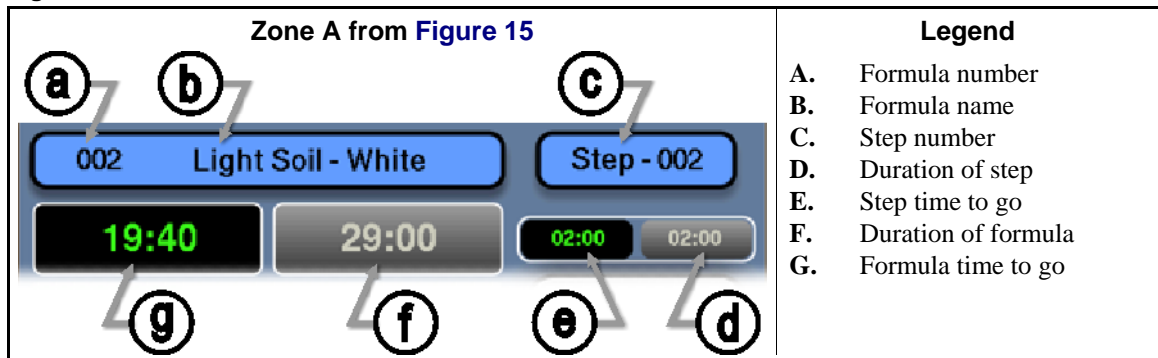 Zone A from Figure 15
a b c
002 Light Soil - White Step - 002
19:40 29:00 02:00 02:00
g f e d
Legend
A. Formula number
B. Formula name
C. Step number
D. Duration of step
E. Step time to go
F. Duration of formula
G. Formula time to go